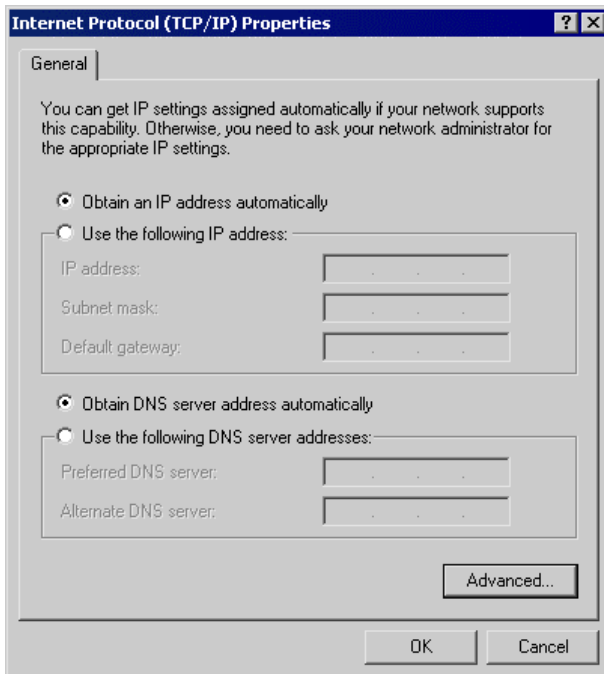 Internet Protocol (TCP/IP) Properties
General
You can get IP settings assigned automatically if your network supports
this capability. Otherwise, you need to ask your network administrator for
the appropriate IP settings.
Obtain an IP address automatically
Use the following IP address:
IP address:
Subnet mask:
Default gateway:
Obtain DNS server address automatically
Use the following DNS server addresses:
Preferred DNS server:
Alternate DNS server:
Advanced...
OK Cancel